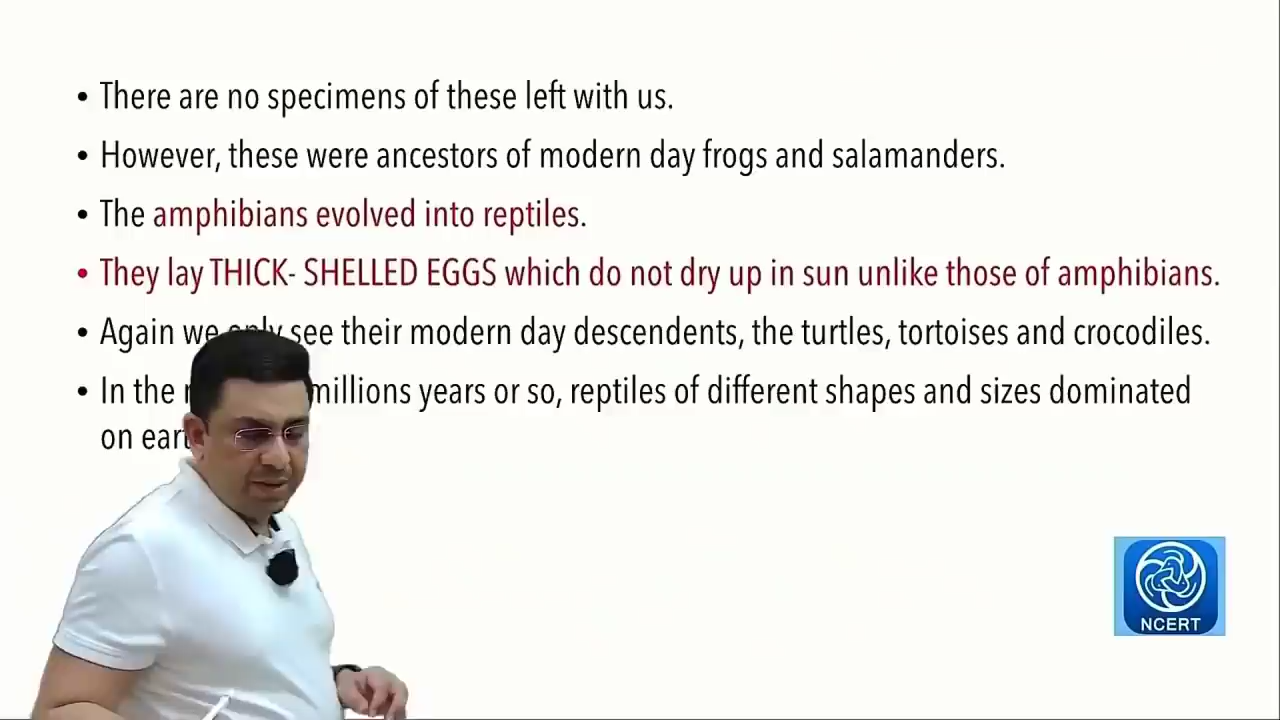 • There are no specimens of these left with us.
• However, these were ancestors of modern day frogs and salamanders.
• The amphibians evolved into reptiles.
• They lay THICK- SHELLED EGGS which do not dry up in sun unlike those of amphibians.
• Again we only see their modern day descendents, the turtles, tortoises and crocodiles.
• In the millions years or so, reptiles of different shapes and sizes dominated
on
NCERT